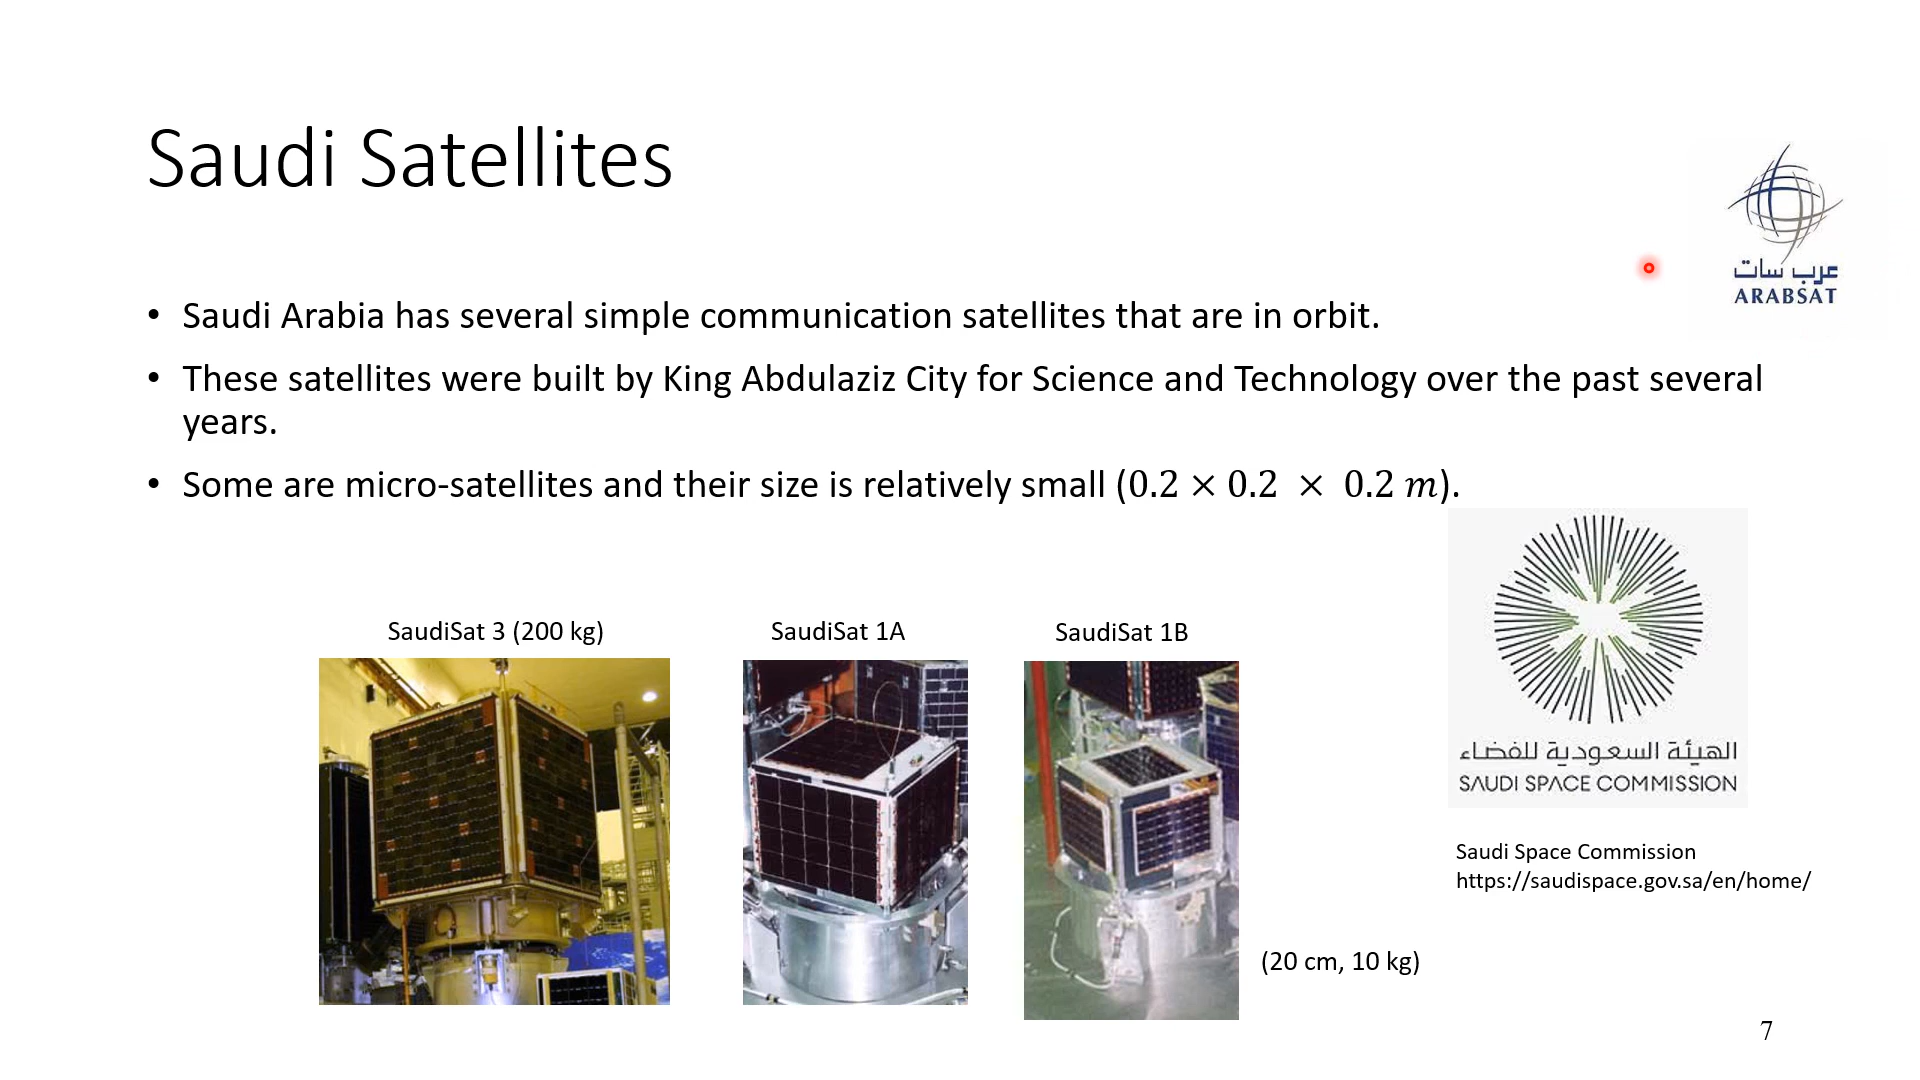 Saudi Satellites
عرب سات
ARABSAT
• Saudi Arabia has several simple communication satellites that are in orbit.
• These satellites were built by King Abdulaziz City for Science and Technology over the past several
years.
• Some are micro-satellites and their size is relatively small (0.2 × 0.2 × 0.2 m).
SaudiSat 3 (200 kg)
SaudiSat 1A
SaudiSat 1B
(20 cm, 10 kg)
الهيئة السعودية للفضاء
SAUDI SPACE COMMISSION
Saudi Space Commission
https://saudispace.gov.sa/en/home/
7